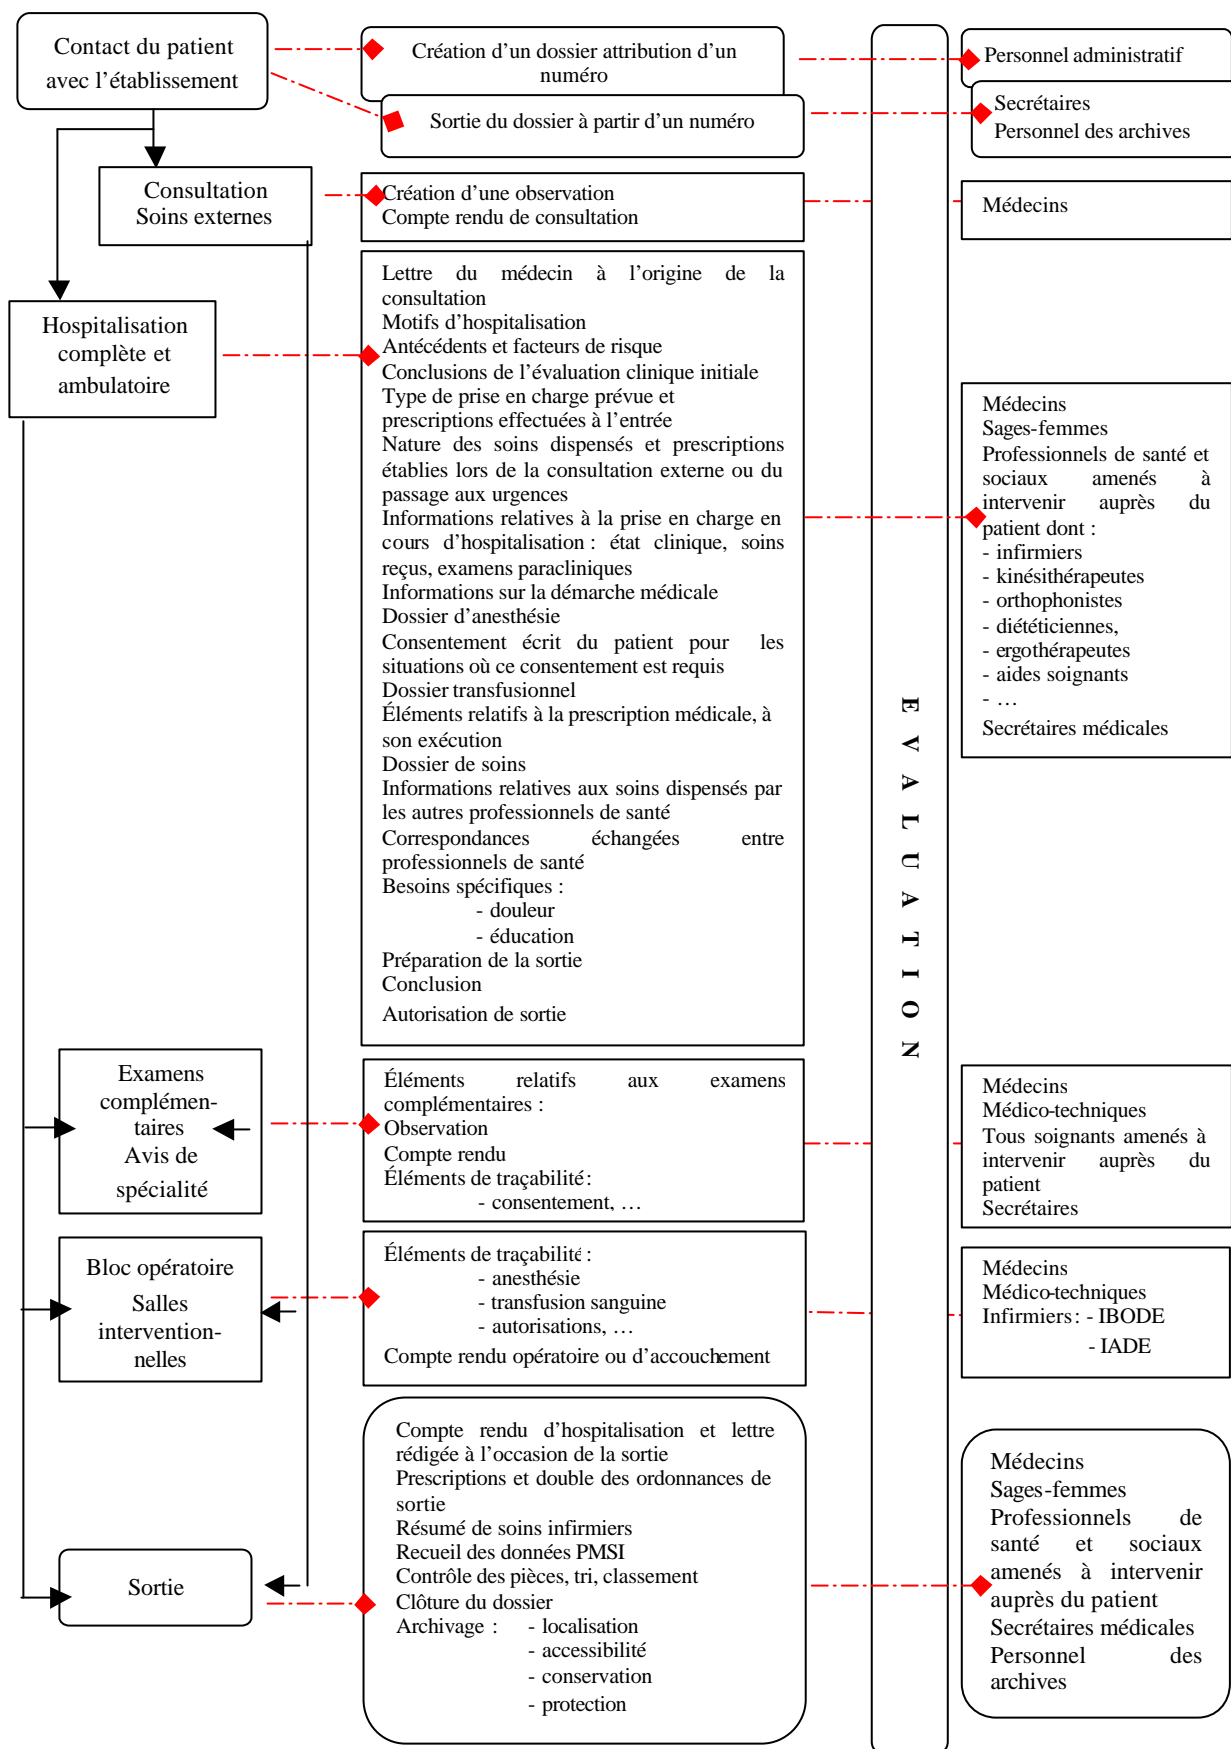 Contact du patient
avec l’établissement
Création d’un dossier attribution d’un
numéro
Personnel administratif
Sortie du dossier à partir d’un numéro
Secrétaires
Personnel des archives
Consultation
Soins externes
Création d’une observation
Compte rendu de consultation
Médecins
Hospitalisation
complète et
ambulatoire
Lettre du médecin à l’origine de la
consultation
Motifs d’hospitalisation
Antécédents et facteurs de risque
Conclusions de l’évaluation clinique initiale
Type de prise en charge prévue et
prescriptions effectuées à l’entrée
Nature des soins dispensés et prescriptions
établies lors de la consultation externe ou du
passage aux urgences
Informations relatives à la prise en charge en
cours d’hospitalisation : état clinique, soins
reçus, examens paracliniques
Informations sur la démarche médicale
Dossier d’anesthésie
Consentement écrit du patient pour les
situations où ce consentement est requis
Dossier transfusionnel
Éléments relatifs à la prescription médicale, à
son exécution
Dossier de soins
Informations relatives aux soins dispensés par
les autres professionnels de santé
Correspondances échangées entre
professionnels de santé
Besoins spécifiques :
- douleur
- éducation
Préparation de la sortie
Conclusion
Autorisation de sortie
Médecins
Sages-femmes
Professionnels de santé et
sociaux amenés à
intervenir auprès du
patient dont :
- infirmiers
- kinésithérapeutes
- orthophonistes
- diététiciennes,
- ergothérapeutes
- aides soignants
- …
Secrétaires médicales
EVALUATION
Examens
complémen-
taires
Avis de
spécialité
Éléments relatifs aux examens
complémentaires :
Observation
Compte rendu
Éléments de traçabilité :
- consentement, …
Médecins
Médico-techniques
Tous soignants amenés à
intervenir auprès du
patient
Secrétaires
Bloc opératoire
Salles
intervention-
nelles
Éléments de traçabilité :
- anesthésie
- transfusion sanguine
- autorisations, …
Compte rendu opératoire ou d’accouchement
Médecins
Médico-techniques
Infirmiers : - IBODE
- IADE
Sortie
Compte rendu d’hospitalisation et lettre
rédigée à l’occasion de la sortie
Prescriptions et double des ordonnances de
sortie
Résumé de soins infirmiers
Recueil des données PMSI
Contrôle des pièces, tri, classement
Clôture du dossier
Archivage : - localisation
- accessibilité
- conservation
- protection
Médecins
Sages-femmes
Professionnels de
santé et sociaux
amenés à intervenir
auprès du patient
Secrétaires médicales
Personnel des
archives